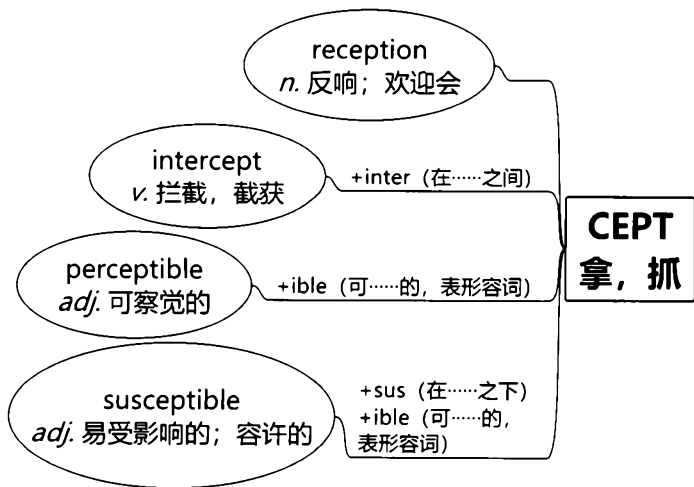 reception
n. 反响；欢迎会
intercept
v. 拦截，截获
+inter（在……之间）
CEPT
拿，抓
perceptible
adj. 可察觉的
+ible（可……的，表形容词）
susceptible
adj. 易受影响的；容许的
+sus（在……之下）
+ible（可……的，
表形容词）